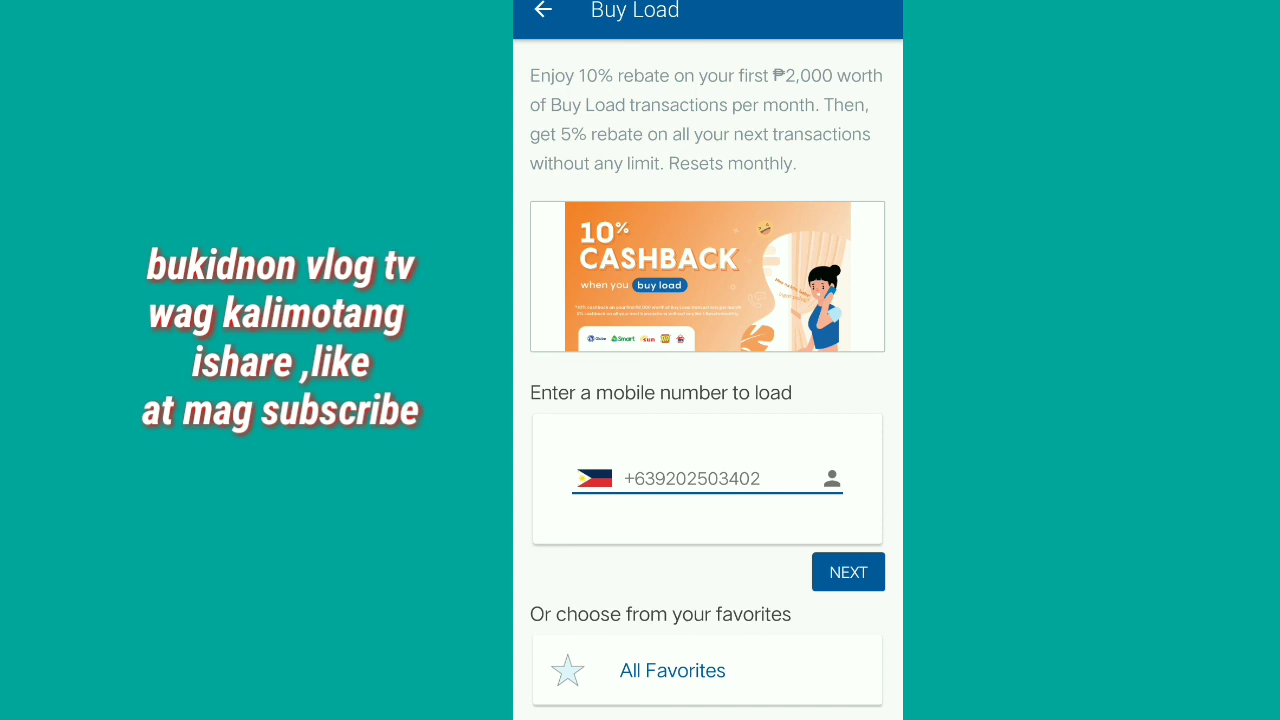 bukidnon vlog tv
wag kalimotang
ishare ,like
at mag subscribe
Buy Load
Enjoy 10% rebate on your first ₱2,000 worth
of Buy Load transactions per month. Then,
get 5% rebate on all your next transactions
without any limit. Resets monthly.
10%
CASHBACK
when you buy load
Globe Smart Sun
Enter a mobile number to load
+639202503402
NEXT
Or choose from your favorites
All Favorites